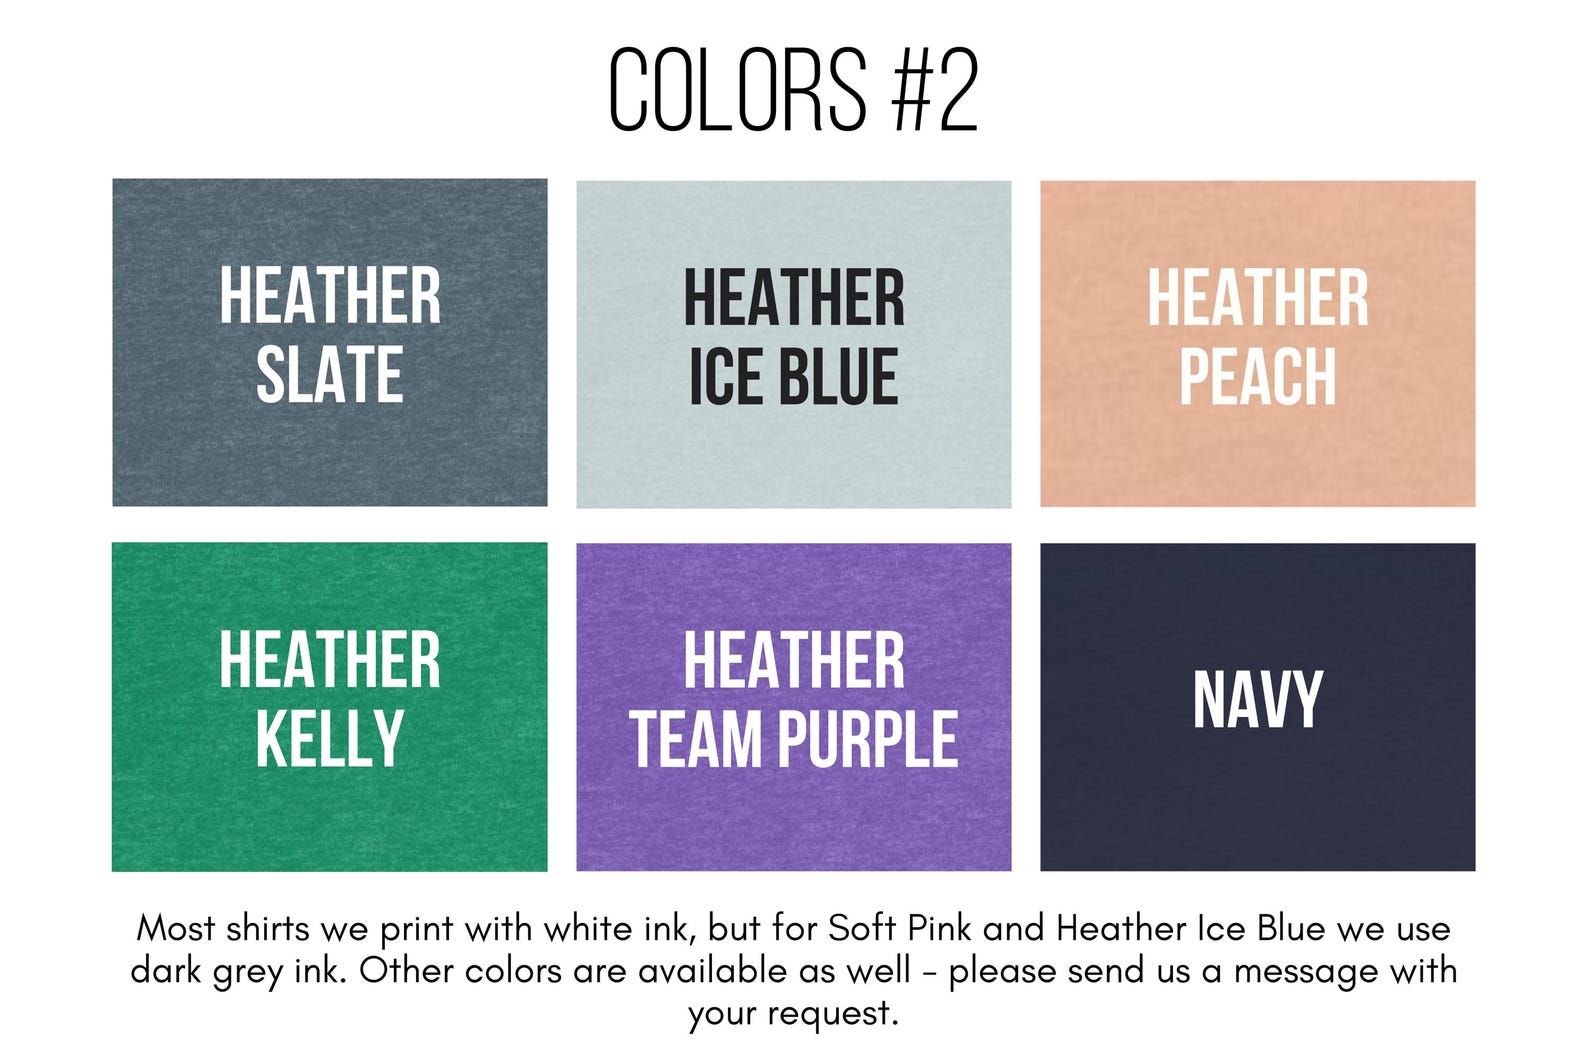 COLORS #2
HEATHER
SLATE
HEATHER
ICE BLUE
HEATHER
PEACH
HEATHER
KELLY
HEATHER
TEAM PURPLE
NAVY
Most shirts we print with white ink, but for Soft Pink and Heather Ice Blue we use
dark grey ink. Other colors are available as well - please send us a message with
your request.